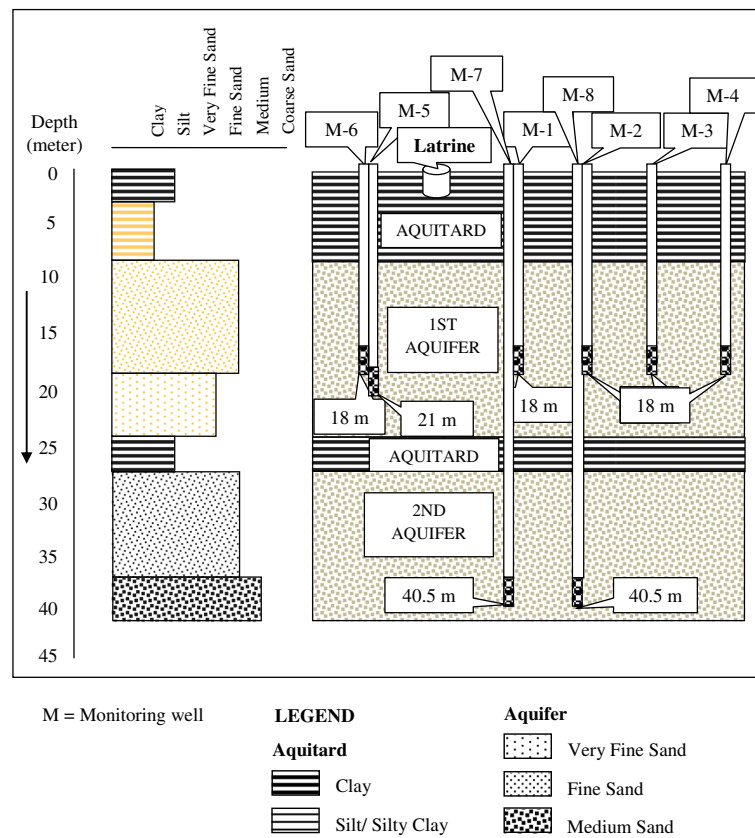 Clay
Silt
Very Fine Sand
Fine Sand
Medium
Coarse Sand
Depth
(meter)
0
5
10
15
20
25
30
35
40
45
M-6
M-5
M-7
M-1
M-8
M-2
M-3
M-4
Latrine
AQUITARD
1ST
AQUIFER
18 m
21 m
18 m
18 m
AQUITARD
2ND
AQUIFER
40.5 m
40.5 m
M = Monitoring well
LEGEND
Aquitard
Clay
Silt/ Silty Clay
Aquifer
Very Fine Sand
Fine Sand
Medium Sand